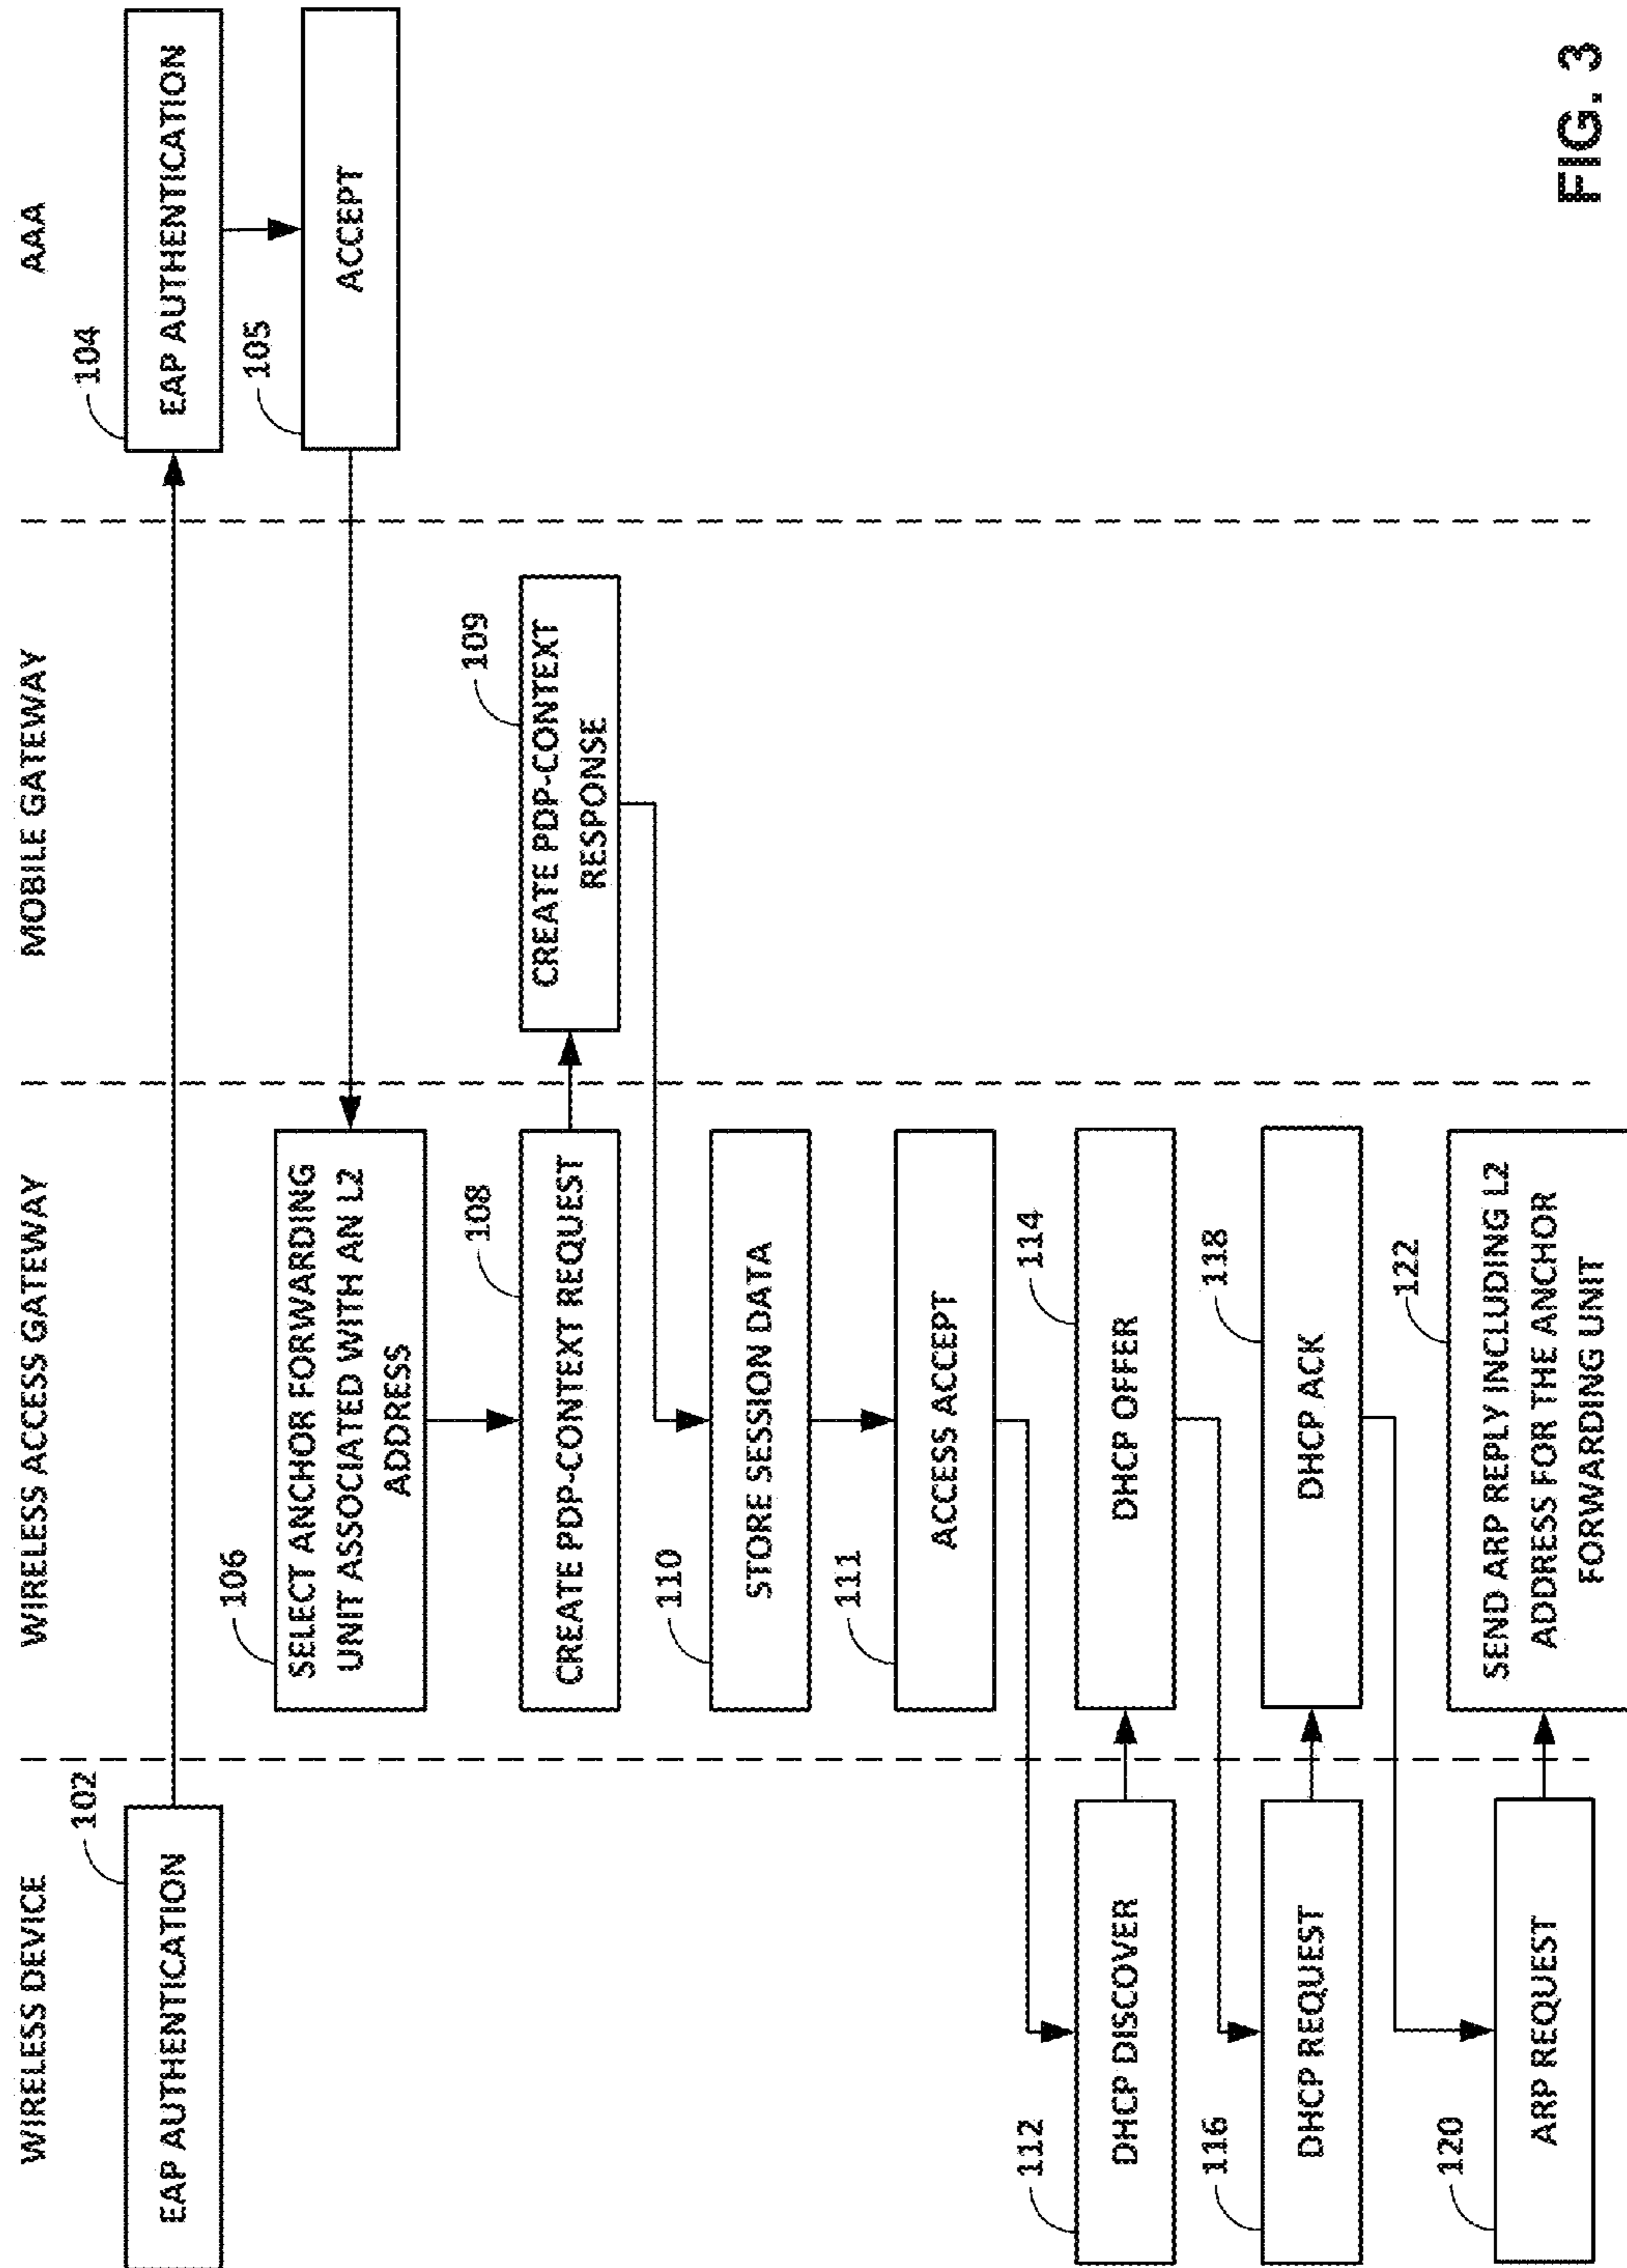 WIRELESS DEVICE
WIRELESS ACCESS GATEWAY
MOBILE GATEWAY
AAA
102
EAP AUTHENTICATION
104
EAP AUTHENTICATION
105
ACCEPT
106
SELECT ANCHOR FORWARDING
UNIT ASSOCIATED WITH AN L2
ADDRESS
108
CREATE PDP-CONTEXT REQUEST
109
CREATE PDP-CONTEXT
RESPONSE
110
STORE SESSION DATA
111
ACCESS ACCEPT
112
DHCP DISCOVER
114
DHCP OFFER
116
DHCP REQUEST
118
DHCP ACK
120
ARP REQUEST
122
SEND ARP REPLY INCLUDING L2
ADDRESS FOR THE ANCHOR
FORWARDING UNIT
FIG. 3